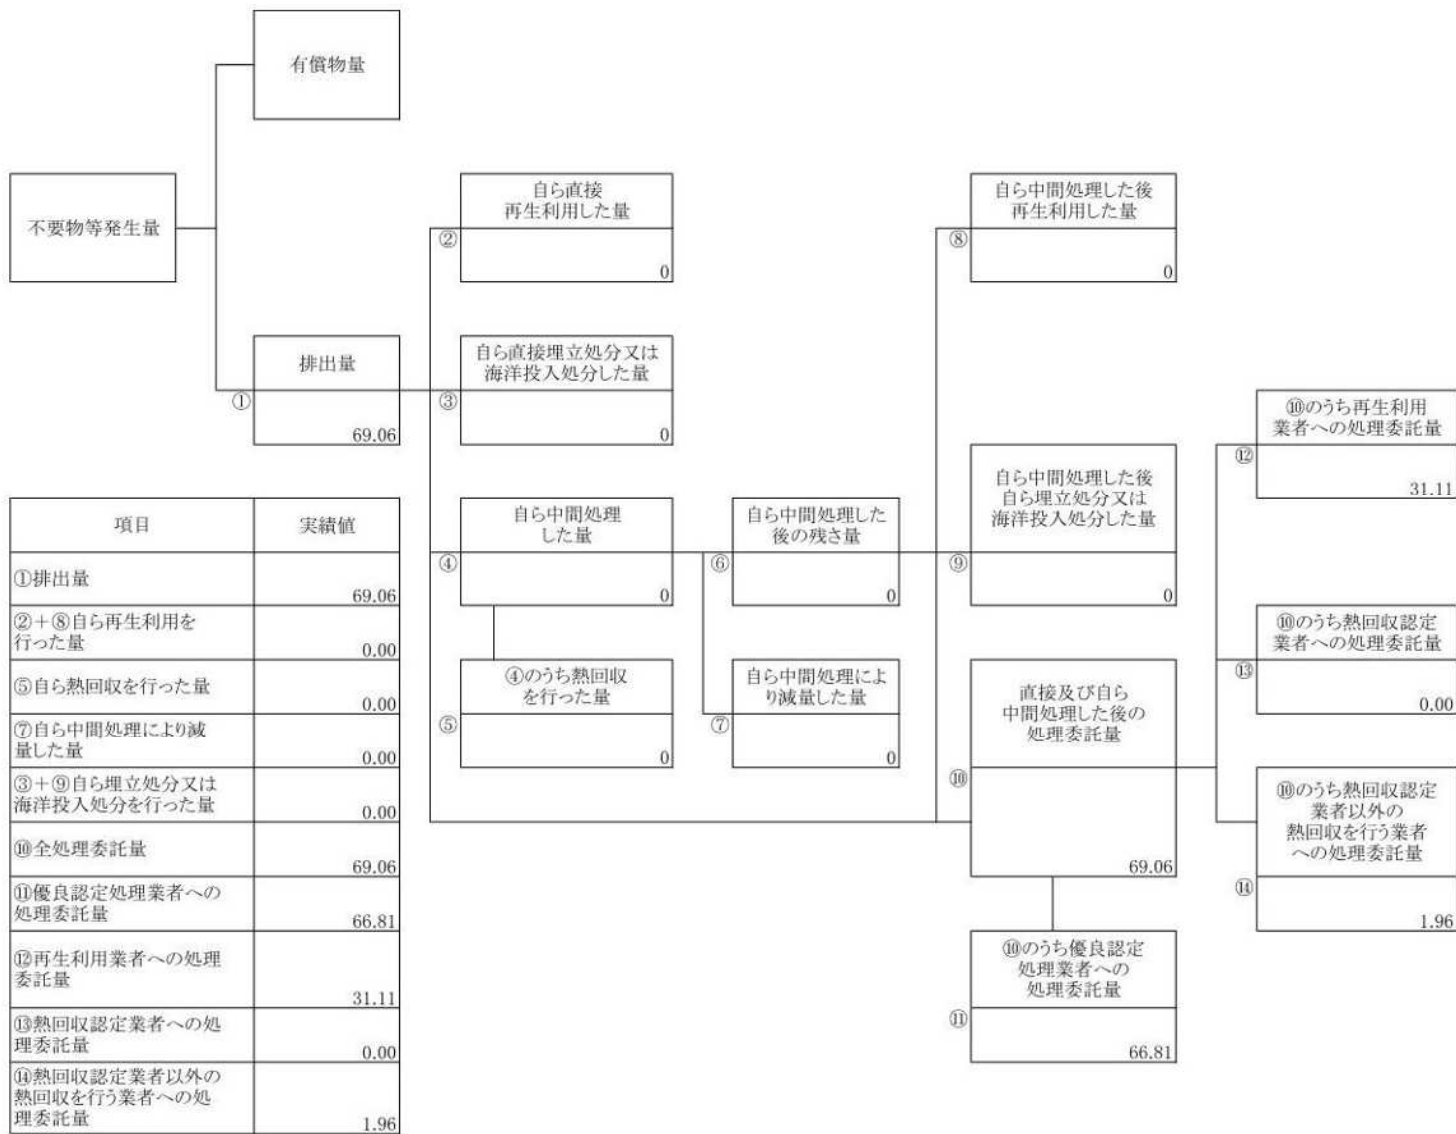 有償物量
不要物等発生量
排出量
①
69.06
自ら直接
再生利用した量
②
0
自ら直接埋立処分又は
海洋投入処分した量
③
0
自ら中間処理
した量
④
0
④のうち熱回収
を行った量
⑤
0
自ら中間処理した
後の残さ量
⑥
0
自ら中間処理によ
り減量した量
⑦
0
自ら中間処理した後
再生利用した量
⑧
0
自ら中間処理した後
自ら埋立処分又は
海洋投入処分した量
⑨
0
直接及び自ら
中間処理した後の
処理委託量
⑩
69.06
⑩のうち優良認定
処理業者への
処理委託量
⑪
66.81
⑩のうち再生利用
業者への処理委託量
⑫
31.11
⑩のうち熱回収認定
業者への処理委託量
⑬
0.00
⑩のうち熱回収認定
業者以外の
熱回収を行う業者
への処理委託量
⑭
1.96
項目 実績値
①排出量
69.06
②+⑧自ら再生利用を
行った量
0.00
⑤自ら熱回収を行った量
0.00
⑦自ら中間処理により減
量した量
0.00
③+⑨自ら埋立処分又は
海洋投入処分を行った量
0.00
⑩全処理委託量
69.06
⑪優良認定処理業者への
処理委託量
66.81
⑫再生利用業者への処理
委託量
31.11
⑬熱回収認定業者への処
理委託量
0.00
⑭熱回収認定業者以外の
熱回収を行う業者への処
理委託量
1.96